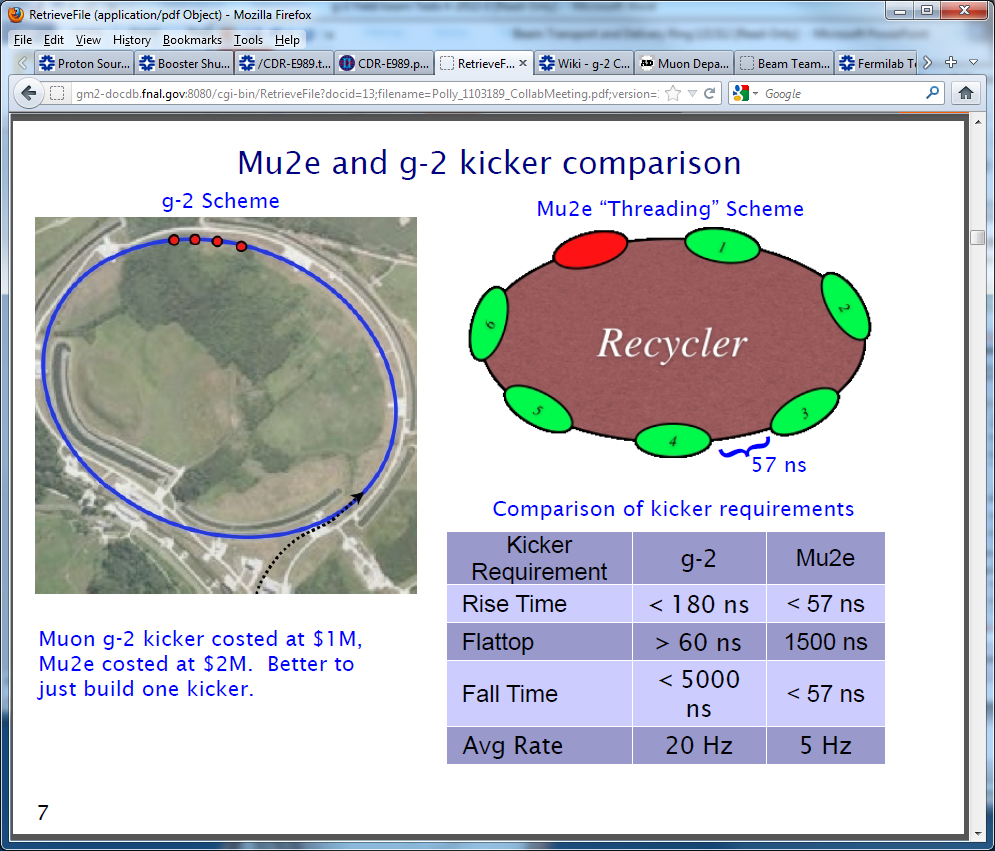 RetrieveFile (application/pdf Object) - Mozilla Firefox
File Edit View History Bookmarks Tools Help
Proton Sour... Booster Shu... /CDR-E989.t... CDR-E989.p... RetrieveF... × Wiki - g-2 C... AD Muon Depa... Beam Team... Fermilab Te
gm2-docdb.fnal.gov:8080/cgi-bin/RetrieveFile?docid=13;filename=Polly_1103189_CollabMeeting.pdf;version=: Google
Mu2e and g-2 kicker comparison
g-2 Scheme
Mu2e “Threading” Scheme
1
2
6
Recycler
5
3
4
57 ns
Comparison of kicker requirements
Kicker Requirement g-2 Mu2e
Rise Time < 180 ns < 57 ns
Flattop > 60 ns 1500 ns
Fall Time < 5000 ns < 57 ns
Avg Rate 20 Hz 5 Hz
Muon g-2 kicker costed at $1M,
Mu2e costed at $2M. Better to
just build one kicker.
7